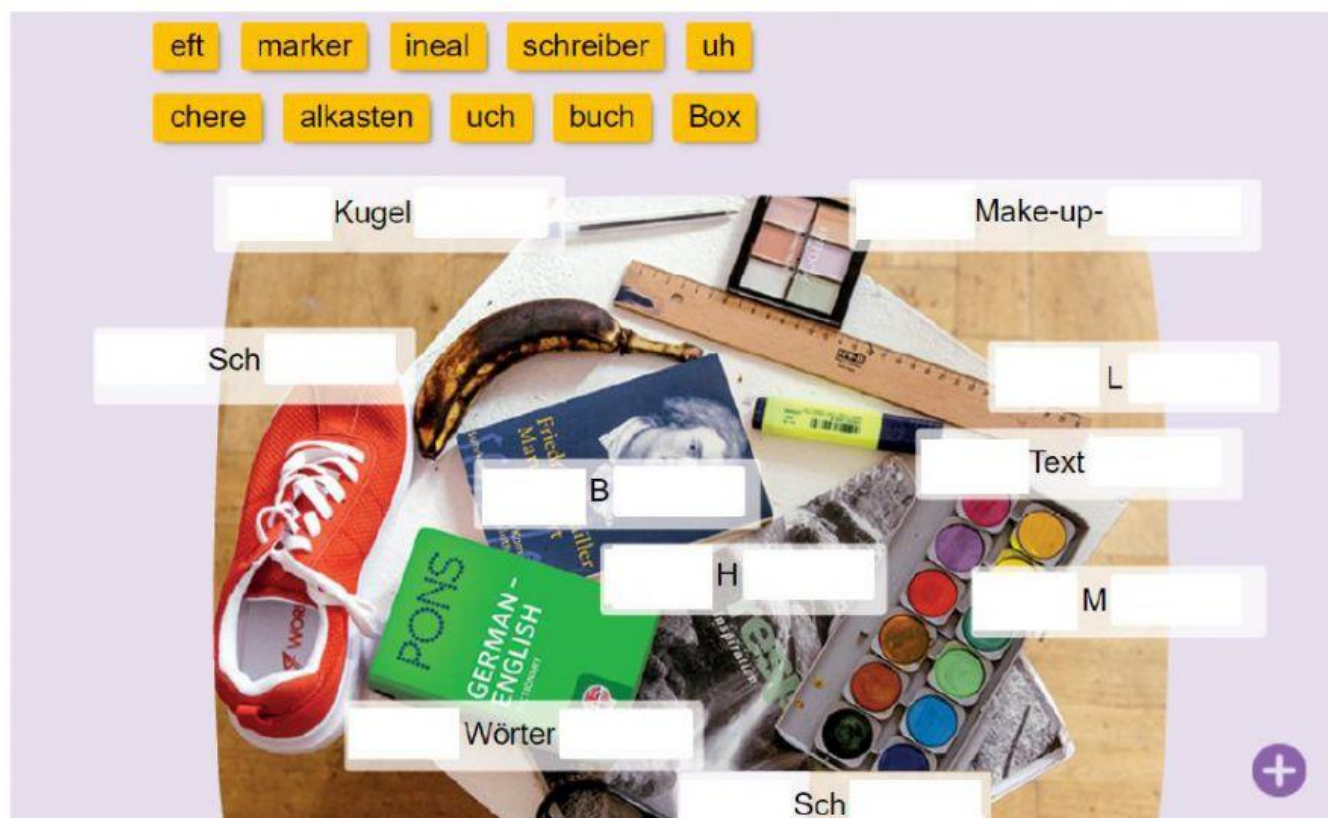 eft marker ineal schreiber uh
chere alkasten uch buch Box
Kugel
Make-up-
Sch
L
Text
B
H
M
PONS
GERMAN-
ENGLISH
Wörter
Sch